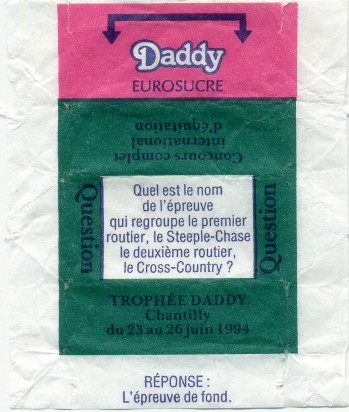 Daddy
EUROSUCRE
Concours complet
international
d'équitation
Question
Quel est le nom
de l'épreuve
qui regroupe le premier
routier, le Steeple-Chase
le deuxième routier,
le Cross-Country ?
Question
TROPHÉE DADDY
Chantilly
du 23 au 26 juin 1994
RÉPONSE :
L'épreuve de fond.